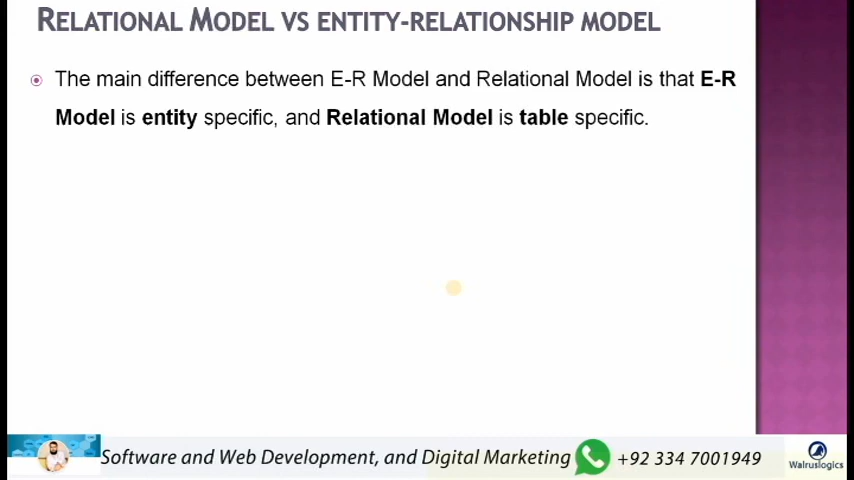 RELATIONAL MODEL VS ENTITY-RELATIONSHIP MODEL
The main difference between E-R Model and Relational Model is that E-R
Model is entity specific, and Relational Model is table specific.
Software and Web Development, and Digital Marketing +92 334 7001949
Walruslogics